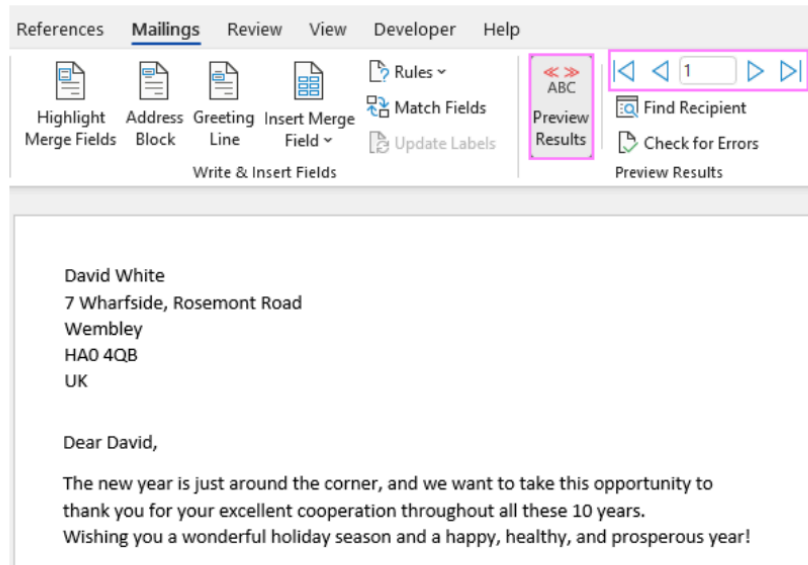 References Mailings Review View Developer Help
Highlight Merge Fields
Address Block
Greeting Line
Insert Merge Field
Rules
Match Fields
Update Labels
Write & Insert Fields
ABC
Preview Results
1
Find Recipient
Check for Errors
Preview Results
David White
7 Wharfside, Rosemont Road
Wembley
HA0 4QB
UK
Dear David,
The new year is just around the corner, and we want to take this opportunity to
thank you for your excellent cooperation throughout all these 10 years.
Wishing you a wonderful holiday season and a happy, healthy, and prosperous year!